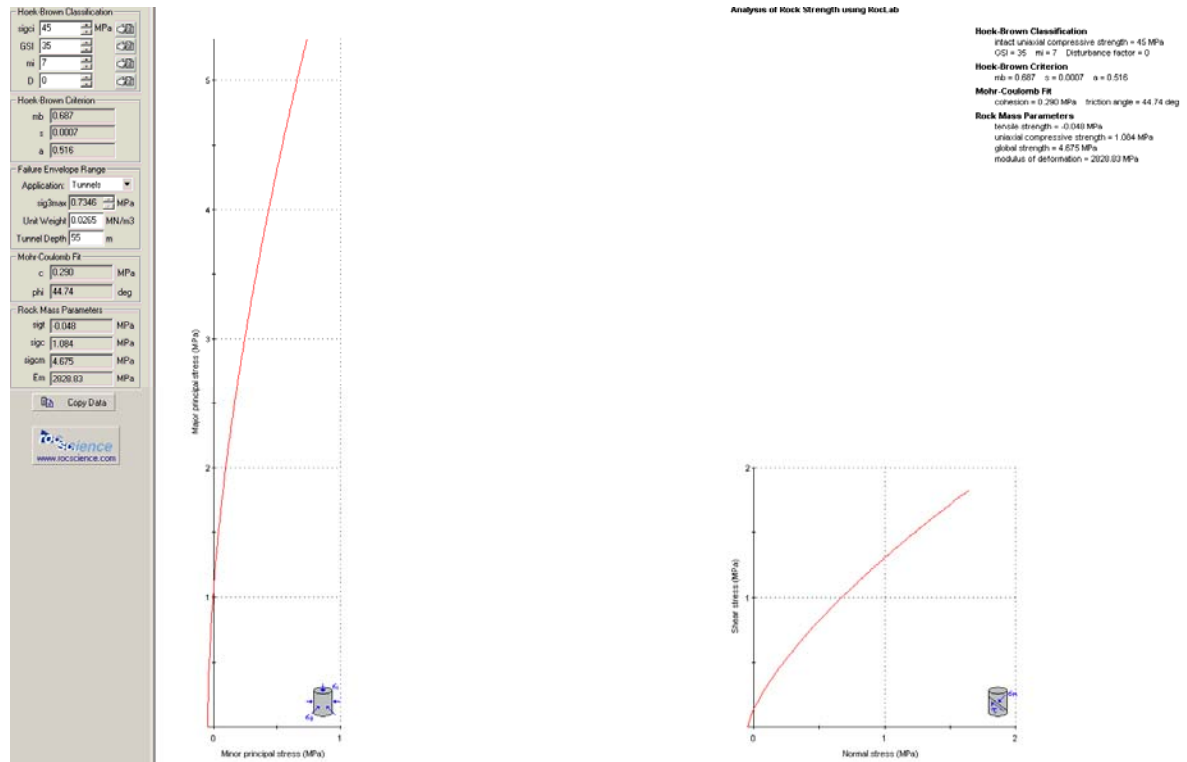 Hoek-Brown Classification
sigci 45 MPa
GSI 35
mi 7
D 0
Hoek-Brown Criterion
mb 0.687
s 0.0007
a 0.516
Failure Envelope Range
Application: Tunnels
sig3max 0.7346 MPa
Unit Weight 0.0265 MN/m3
Tunnel Depth 55 m
Mohr-Coulomb Fit
c 0.290 MPa
phi 44.74 deg
Rock Mass Parameters
sigt -0.048 MPa
sigc 1.084 MPa
sigcm 4.675 MPa
Em 2828.83 MPa
Copy Data
rocscience
www.rocscience.com
Analysis of Rock Strength using RocLab
Hoek-Brown Classification
intact uniaxial compressive strength = 45 MPa
GSI = 35 mi = 7 Disturbance factor = 0
Hoek-Brown Criterion
mb = 0.687 s = 0.0007 a = 0.516
Mohr-Coulomb Fit
cohesion = 0.290 MPa friction angle = 44.74 deg
Rock Mass Parameters
tensile strength = -0.048 MPa
uniaxial compressive strength = 1.084 MPa
global strength = 4.675 MPa
modulus of deformation = 2828.83 MPa
Major principal stress (MPa)
5
4
3
2
1
0 1
Minor principal stress (MPa)
Shear stress (MPa)
2
1
0 1 2
Normal stress (MPa)